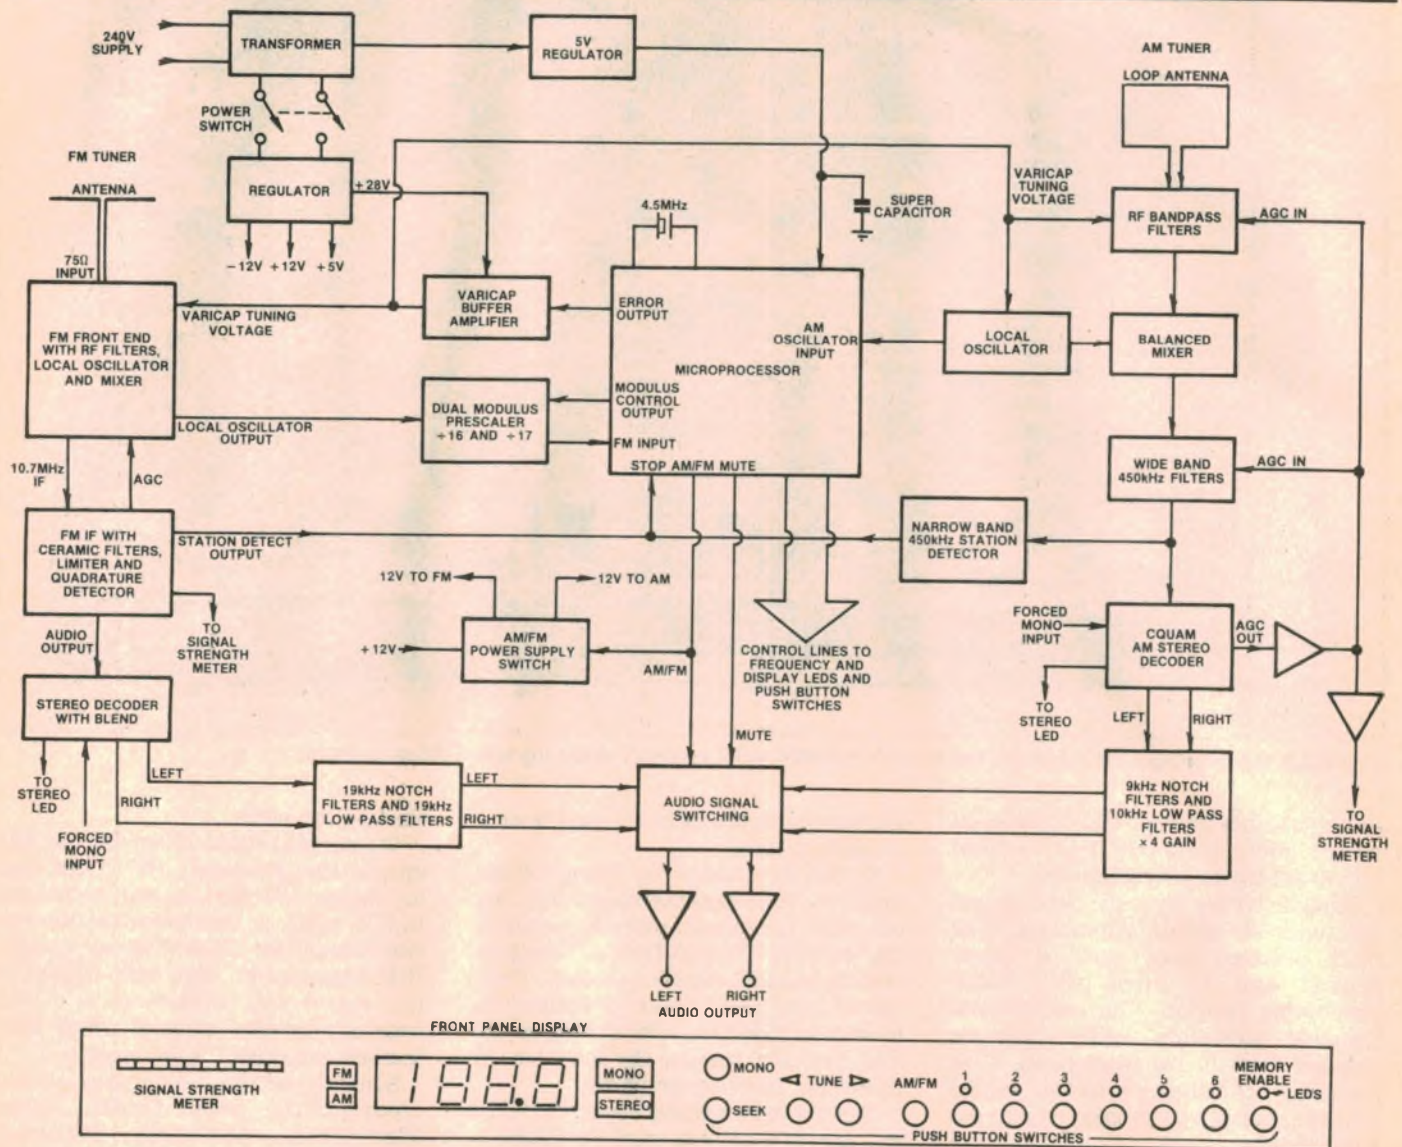 240V
SUPPLY
TRANSFORMER
5V
REGULATOR
POWER
SWITCH
REGULATOR
+28V
-12V +12V +5V
FM TUNER
ANTENNA
75Ω
INPUT
FM FRONT END
WITH RF FILTERS,
LOCAL OSCILLATOR
AND MIXER
VARICAP TUNING
VOLTAGE
VARICAP
BUFFER
AMPLIFIER
LOCAL OSCILLATOR
OUTPUT
DUAL MODULUS
PRESCALER
÷16 AND ÷17
4.5MHz
ERROR
OUTPUT
AM
OSCILLATOR
INPUT
MICROPROCESSOR
MODULUS
CONTROL
OUTPUT
FM INPUT
STOP AM/FM MUTE
SUPER
CAPACITOR
AM TUNER
LOOP ANTENNA
VARICAP
TUNING
VOLTAGE
RF BANDPASS
FILTERS
AGC IN
LOCAL
OSCILLATOR
BALANCED
MIXER
WIDE BAND
450kHz FILTERS
AGC IN
NARROW BAND
450kHz STATION
DETECTOR
10.7MHz
IF
AGC
FM IF WITH
CERAMIC FILTERS,
LIMITER AND
QUADRATURE
DETECTOR
STATION DETECT
OUTPUT
TO
SIGNAL
STRENGTH
METER
AUDIO
OUTPUT
12V TO FM
12V TO AM
+12V
AM/FM
POWER SUPPLY
SWITCH
AM/FM
CONTROL LINES TO
FREQUENCY AND
DISPLAY LEDS AND
PUSH BUTTON
SWITCHES
MUTE
FORCED
MONO
INPUT
CQUAM
AM STEREO
DECODER
AGC
OUT
TO
STEREO
LED
LEFT
RIGHT
STEREO DECODER
WITH BLEND
TO
STEREO
LED
FORCED
MONO
INPUT
LEFT
RIGHT
19kHz NOTCH
FILTERS AND 19kHz
LOW PASS FILTERS
LEFT
RIGHT
AUDIO SIGNAL
SWITCHING
9kHz NOTCH
FILTERS AND
10kHz LOW PASS
FILTERS
×4 GAIN
TO
SIGNAL
STRENGTH
METER
LEFT
RIGHT
AUDIO OUTPUT
FRONT PANEL DISPLAY
SIGNAL STRENGTH
METER
FM
AM
188.8
MONO
STEREO
MONO
SEEK
TUNE
AM/FM
1
2
3
4
5
6
MEMORY
ENABLE
LEDS
PUSH BUTTON SWITCHES